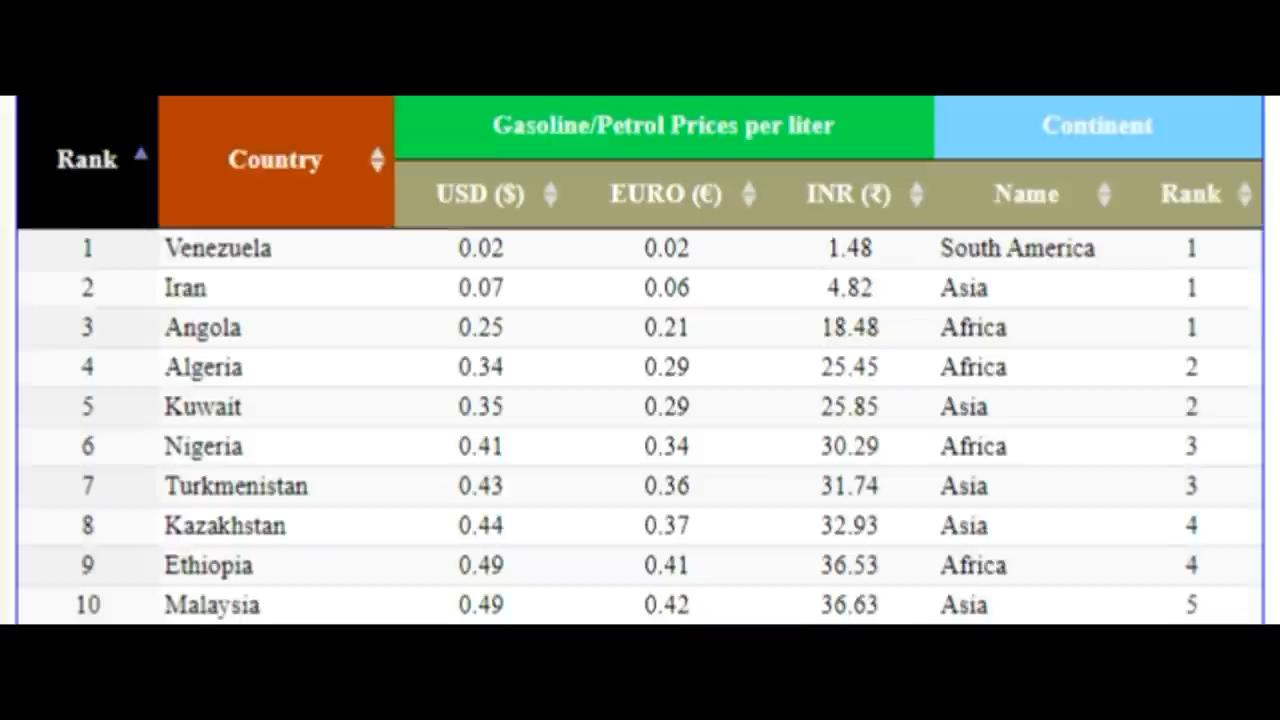 Gasoline/Petrol Prices per liter Continent
Rank Country
USD ($) EURO (€) INR (₹) Name Rank
1 Venezuela 0.02 0.02 1.48 South America 1
2 Iran 0.07 0.06 4.82 Asia 1
3 Angola 0.25 0.21 18.48 Africa 1
4 Algeria 0.34 0.29 25.45 Africa 2
5 Kuwait 0.35 0.29 25.85 Asia 2
6 Nigeria 0.41 0.34 30.29 Africa 3
7 Turkmenistan 0.43 0.36 31.74 Asia 3
8 Kazakhstan 0.44 0.37 32.93 Asia 4
9 Ethiopia 0.49 0.41 36.53 Africa 4
10 Malaysia 0.49 0.42 36.63 Asia 5